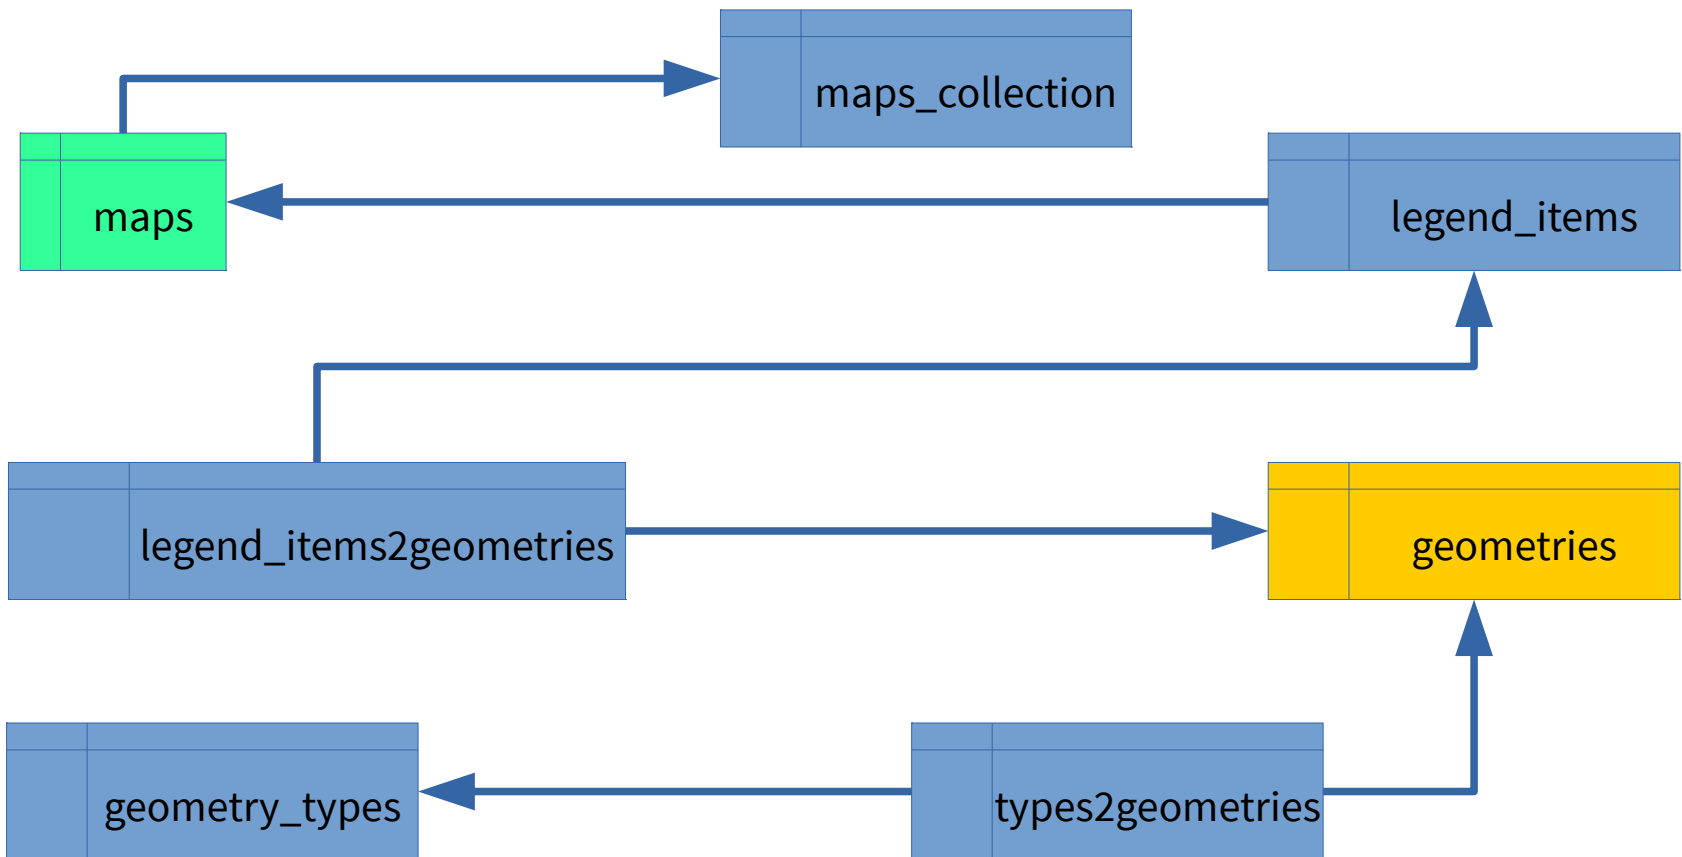 maps_collection
maps
legend_items
legend_items2geometries
geometries
geometry_types
types2geometries